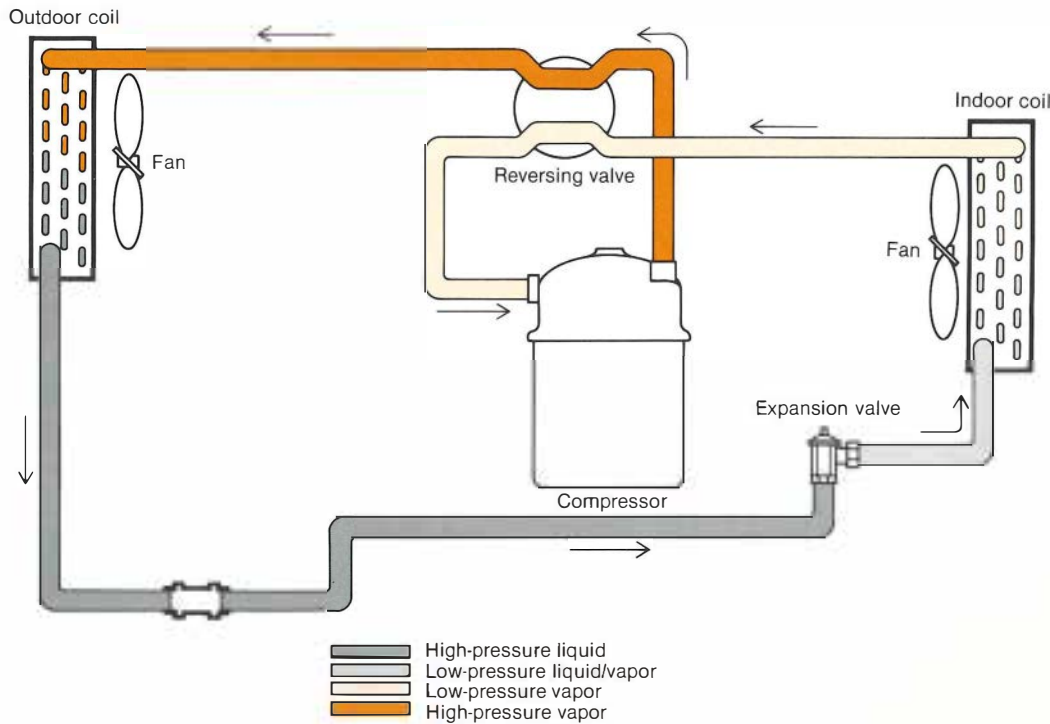 Outdoor coil
Indoor coil
Fan
Reversing valve
Fan
Expansion valve
Compressor
High-pressure liquid
Low-pressure liquid/vapor
Low-pressure vapor
High-pressure vapor